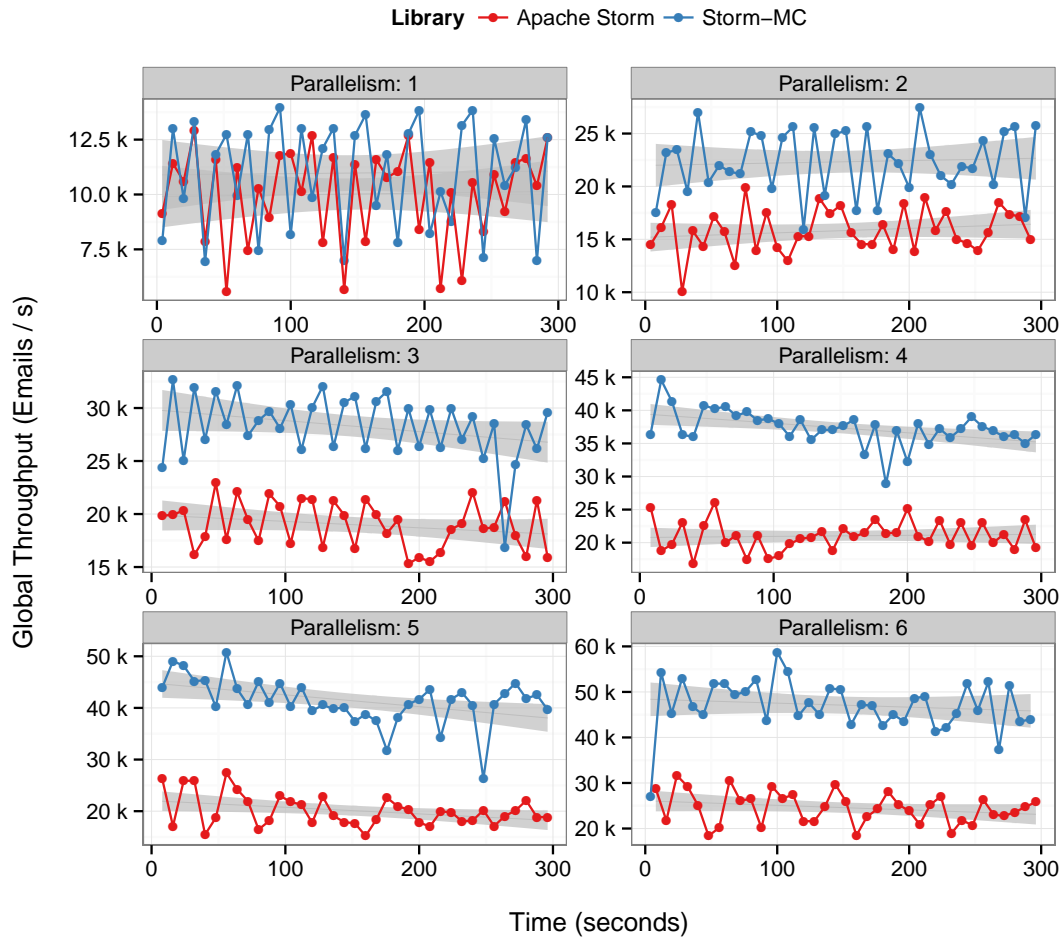 Library Apache Storm Storm−MC
Global Throughput (Emails / s)
Parallelism: 1
12.5 k
10.0 k
7.5 k
0 100 200 300
Parallelism: 2
25 k
20 k
15 k
10 k
0 100 200 300
Parallelism: 3
30 k
25 k
20 k
15 k
0 100 200 300
Parallelism: 4
45 k
40 k
35 k
30 k
25 k
20 k
0 100 200 300
Parallelism: 5
50 k
40 k
30 k
20 k
0 100 200 300
Parallelism: 6
60 k
50 k
40 k
30 k
20 k
0 100 200 300
Time (seconds)